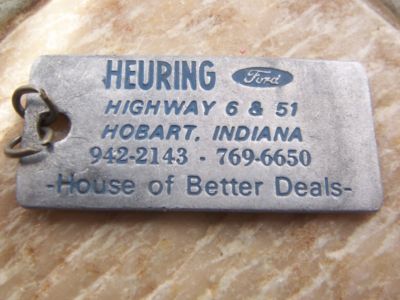 HEURING Ford
HIGHWAY 6 & 51
HOBART, INDIANA
942-2143 - 769-6650
-House of Better Deals-